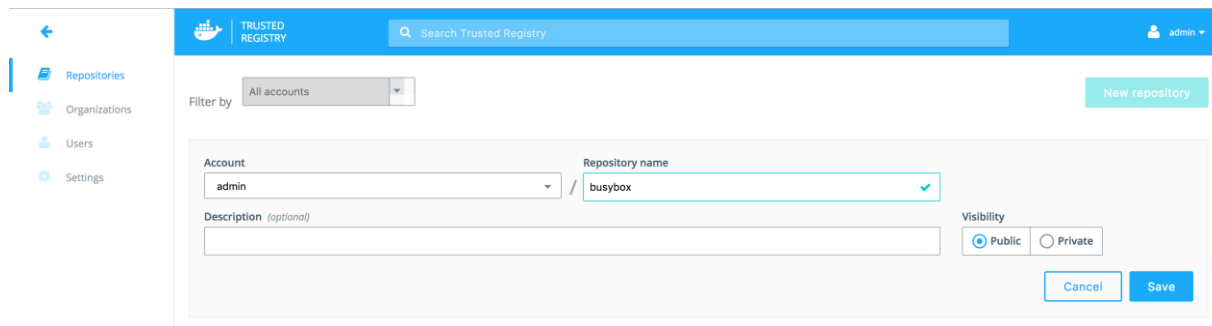 TRUSTED
REGISTRY
Search Trusted Registry
admin
Repositories
Organizations
Users
Settings
Filter by
All accounts
New repository
Account
Repository name
admin
/
busybox
Description (optional)
Visibility
Public
Private
Cancel
Save